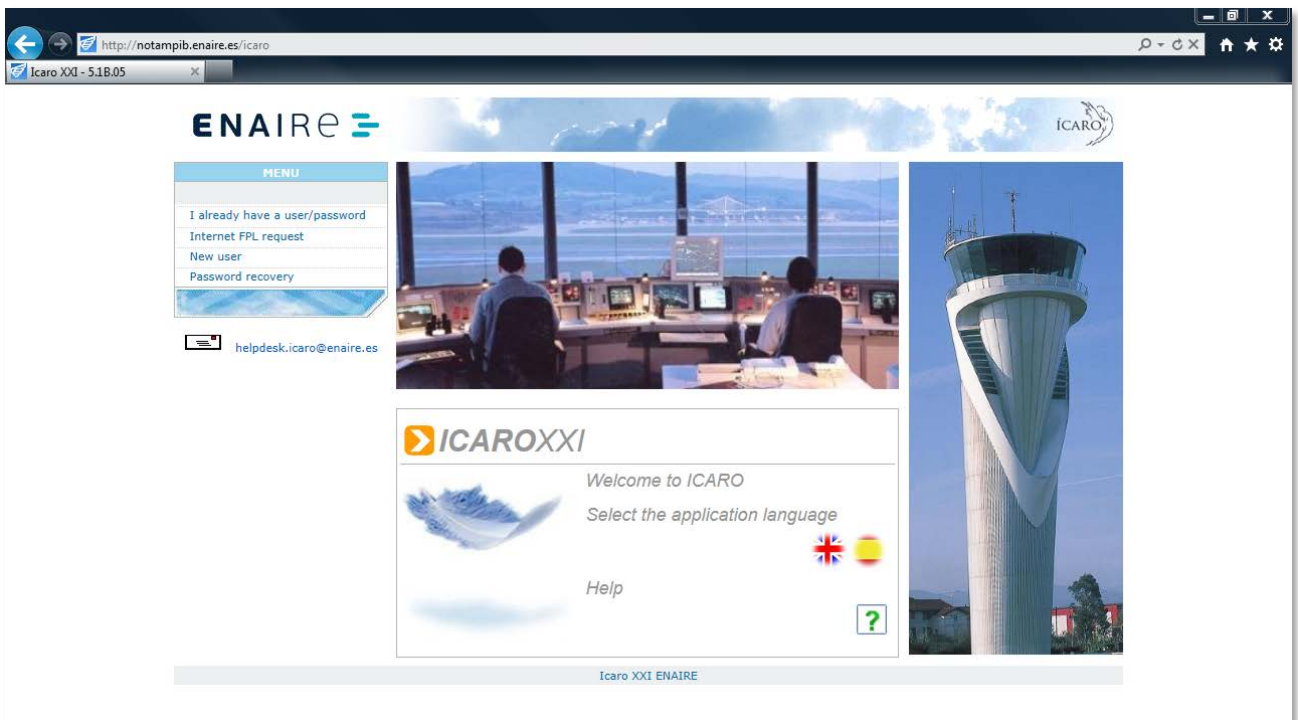 http://notampib.enaire.es/icaro
Icaro XXI - 5.1B.05
ENAIRe
ÍCARO
MENU
I already have a user/password
Internet FPL request
New user
Password recovery
helpdesk.icaro@enaire.es
ICAROXXI
Welcome to ICARO
Select the application language
Help
?
Icaro XXI ENAIRE